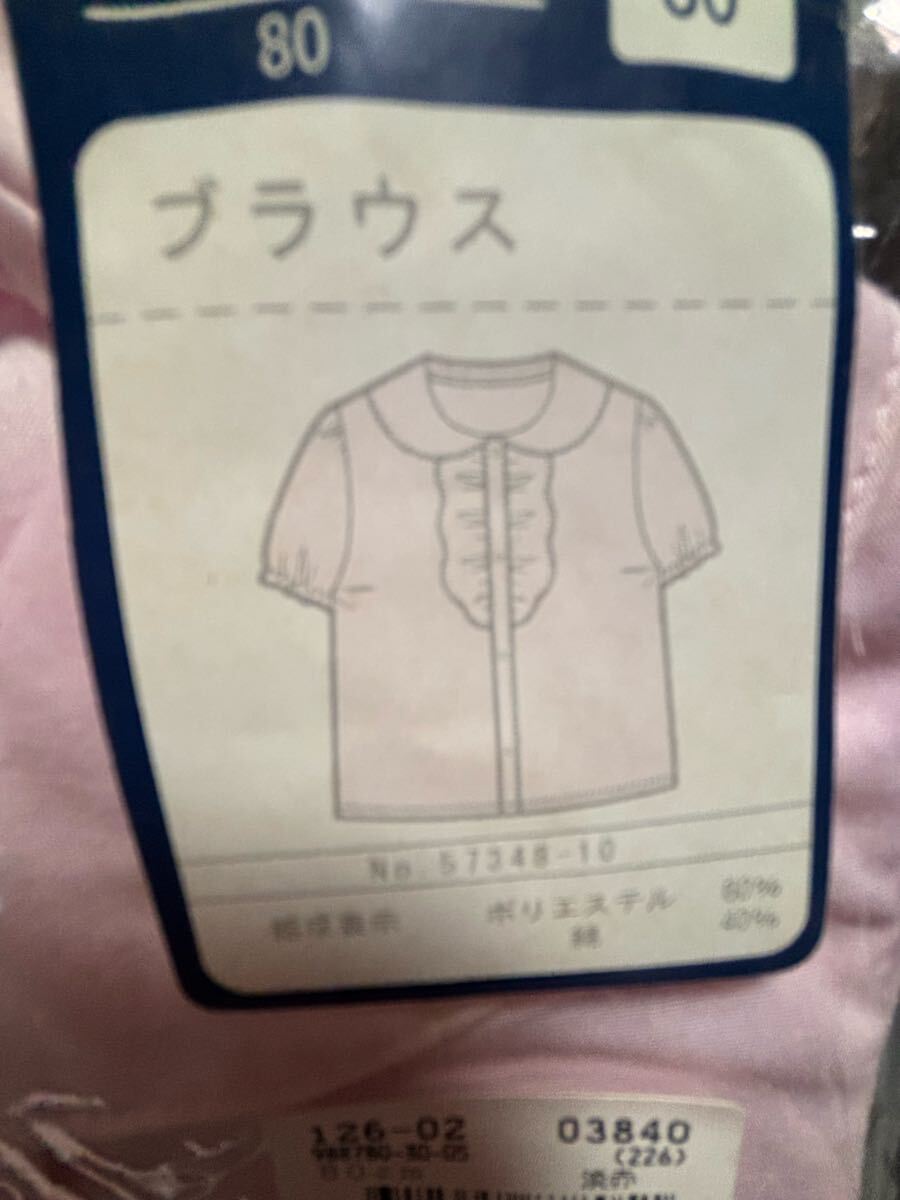 80
ブラウス
No.57348-10
組成表示 ポリエステル 60%
綿 40%
126-02 03840
(226)
80cm 淡赤